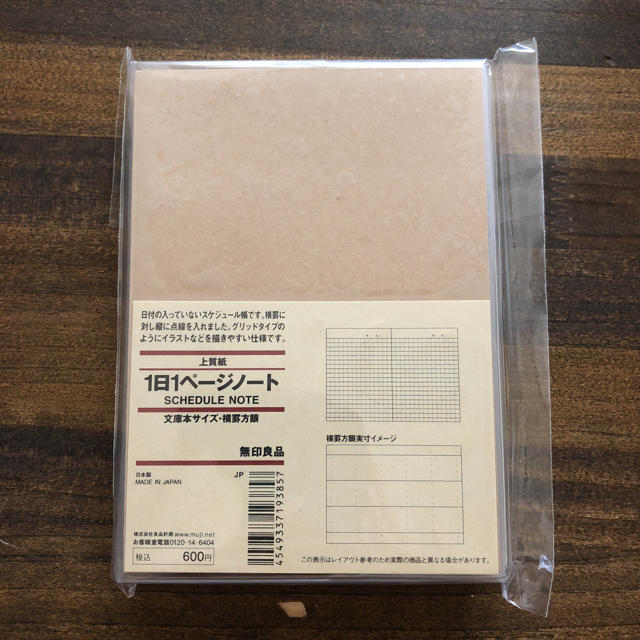 日付の入っていないスケジュール帳です。横罫に
対し縦に点線を入れました。グリッドタイプの
ようにイラストなどを描きやすい仕様です。
上質紙
1日1ページノート
SCHEDULE NOTE
文庫本サイズ・横罫方眼
無印良品
日本製
MADE IN JAPAN
JP
4549337193857
株式会社良品計画 www.muji.net
お客様室電話0120-14-6404
税込 600円
横罫方眼実寸イメージ
この表示はレイアウト参考のため実際の商品と異なる場合があります。